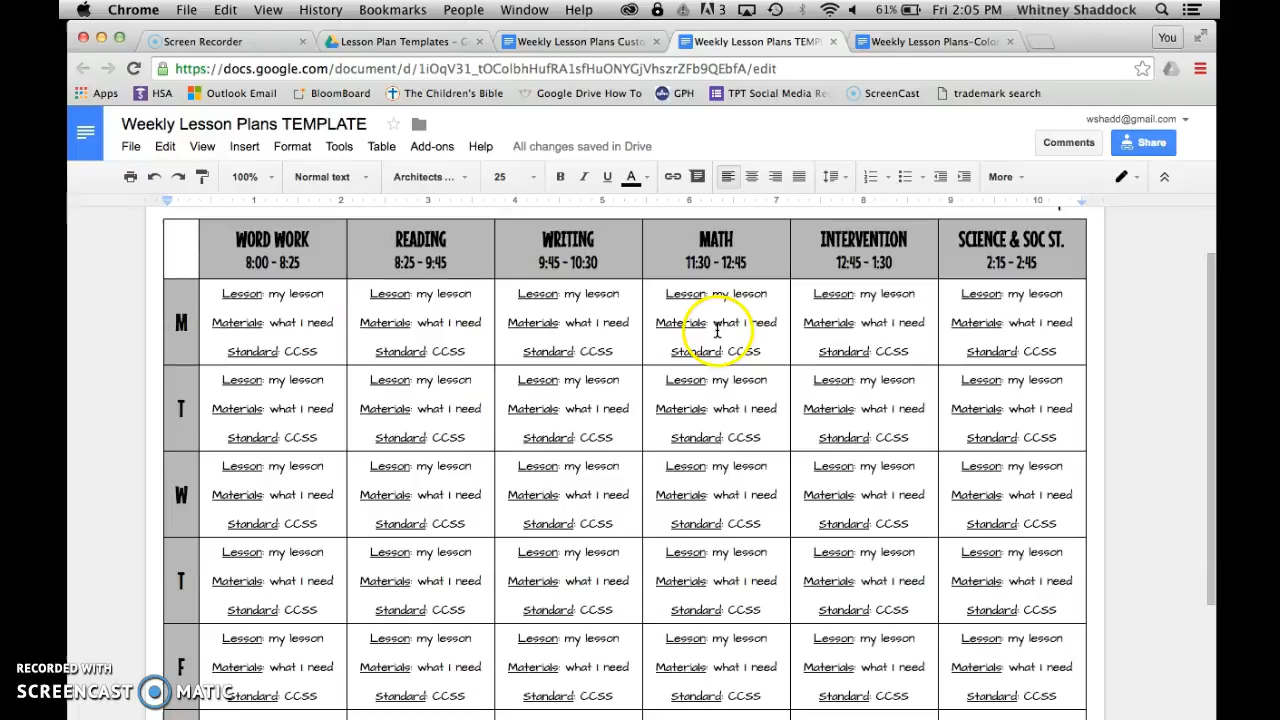 Chrome File Edit View History Bookmarks People Window Help 3 61% Fri 2:05 PM Whitney Shaddock
Screen Recorder Lesson Plan Templates - Weekly Lesson Plans Custo Weekly Lesson Plans TEMP Weekly Lesson Plans-Color You
https://docs.google.com/document/d/1iOqV31_tOColbhHufRA1sfHuONYGjVhszrZFb9QEbfA/edit
Apps HSA Outlook Email BloomBoard The Children's Bible Google Drive How To GPH TPT Social Media Re ScreenCast trademark search
Weekly Lesson Plans TEMPLATE wshadd@gmail.com
File Edit View Insert Format Tools Table Add-ons Help All changes saved in Drive Comments Share
100% Normal text Architects ... 25 B I U A More
1 2 3 4 5 6 7 8 9 10
WORD WORK READING WRITING MATH INTERVENTION SCIENCE & SOC ST.
8:00 - 8:25 8:25 - 9:45 9:45 - 10:30 11:30 - 12:45 12:45 - 1:30 2:15 - 2:45
Lesson: my lesson Lesson: my lesson Lesson: my lesson Lesson: my lesson Lesson: my lesson Lesson: my lesson
M Materials: what I need Materials: what I need Materials: what I need Materials: what I need Materials: what I need Materials: what I need
Standard: CCSS Standard: CCSS Standard: CCSS Standard: CCSS Standard: CCSS Standard: CCSS
Lesson: my lesson Lesson: my lesson Lesson: my lesson Lesson: my lesson Lesson: my lesson Lesson: my lesson
T Materials: what I need Materials: what I need Materials: what I need Materials: what I need Materials: what I need Materials: what I need
Standard: CCSS Standard: CCSS Standard: CCSS Standard: CCSS Standard: CCSS Standard: CCSS
Lesson: my lesson Lesson: my lesson Lesson: my lesson Lesson: my lesson Lesson: my lesson Lesson: my lesson
W Materials: what I need Materials: what I need Materials: what I need Materials: what I need Materials: what I need Materials: what I need
Standard: CCSS Standard: CCSS Standard: CCSS Standard: CCSS Standard: CCSS Standard: CCSS
Lesson: my lesson Lesson: my lesson Lesson: my lesson Lesson: my lesson Lesson: my lesson Lesson: my lesson
T Materials: what I need Materials: what I need Materials: what I need Materials: what I need Materials: what I need Materials: what I need
Standard: CCSS Standard: CCSS Standard: CCSS Standard: CCSS Standard: CCSS Standard: CCSS
Lesson: my lesson Lesson: my lesson Lesson: my lesson Lesson: my lesson Lesson: my lesson Lesson: my lesson
F Materials: what I need Materials: what I need Materials: what I need Materials: what I need Materials: what I need Materials: what I need
Standard: CCSS Standard: CCSS Standard: CCSS Standard: CCSS Standard: CCSS Standard: CCSS
RECORDED WITH
SCREENCAST MATIC